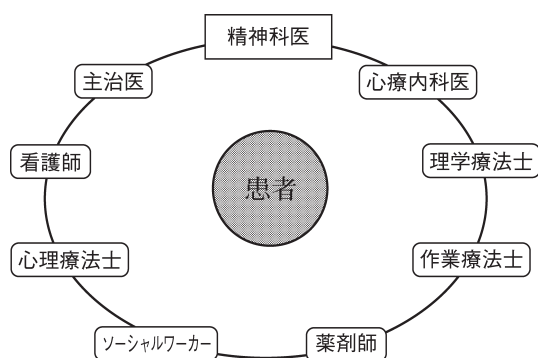 精神科医
主治医
心療内科医
看護師
理学療法士
患者
心理療法士
作業療法士
ソーシャルワーカー
薬剤師